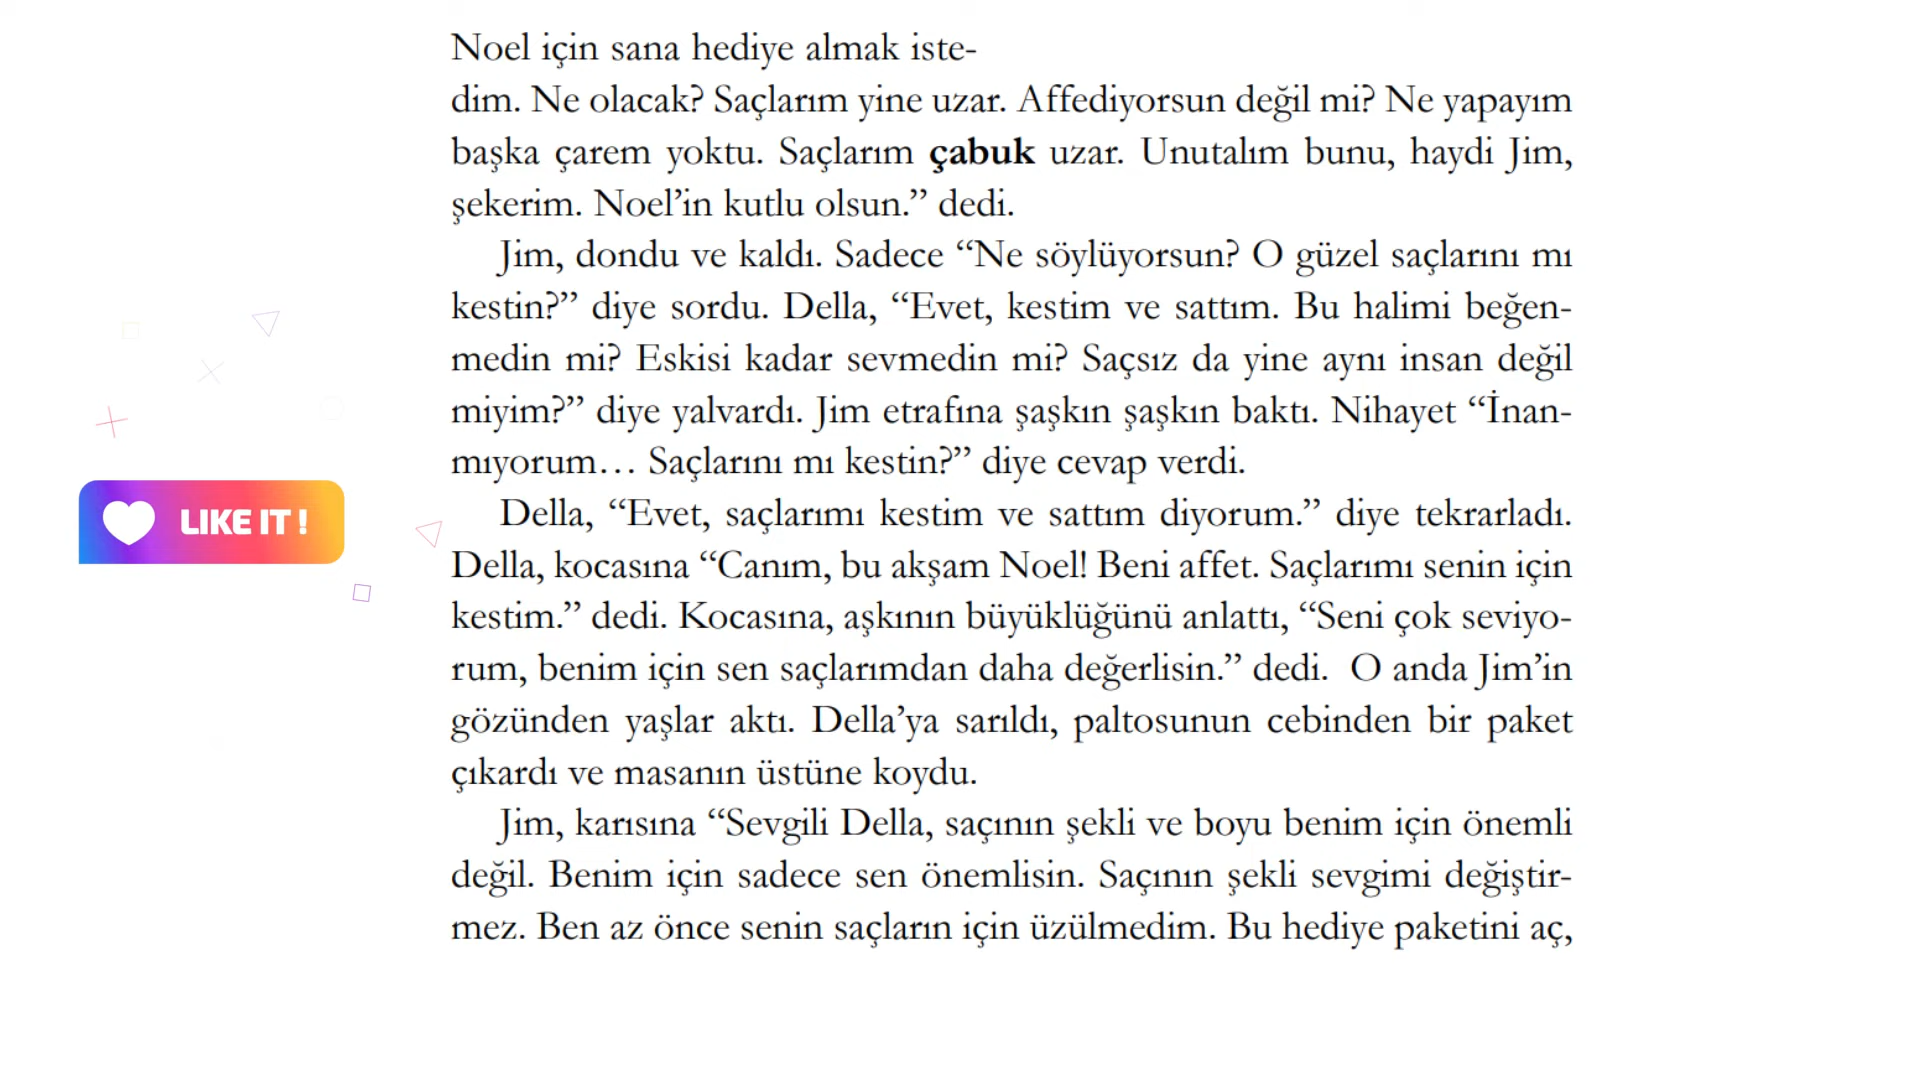 Noel için sana hediye almak iste-
dim. Ne olacak? Saçlarım yine uzar. Affediyorsun değil mi? Ne yapayım
başka çarem yoktu. Saçlarım çabuk uzar. Unutalım bunu, haydi Jim,
şekerim. Noel’in kutlu olsun.” dedi.
Jim, dondu ve kaldı. Sadece “Ne söylüyorsun? O güzel saçlarını mı
kestin?” diye sordu. Della, “Evet, kestim ve sattım. Bu halimi beğen-
medin mi? Eskisi kadar sevmedin mi? Saçsız da yine aynı insan değil
miyim?” diye yalvardı. Jim etrafına şaşkın şaşkın baktı. Nihayet “İnan-
mıyorum… Saçlarını mı kestin?” diye cevap verdi.
LIKE IT !
Della, “Evet, saçlarımı kestim ve sattım diyorum.” diye tekrarladı.
Della, kocasına “Canım, bu akşam Noel! Beni affet. Saçlarımı senin için
kestim.” dedi. Kocasına, aşkının büyüklüğünü anlattı, “Seni çok seviyo-
rum, benim için sen saçlarımdan daha değerlisin.” dedi.  O anda Jim’in
gözünden yaşlar aktı. Della’ya sarıldı, paltosunun cebinden bir paket
çıkardı ve masanın üstüne koydu.
Jim, karısına “Sevgili Della, saçının şekli ve boyu benim için önemli
değil. Benim için sadece sen önemlisin. Saçının şekli sevgimi değiştir-
mez. Ben az önce senin saçların için üzülmedim. Bu hediye paketini aç,